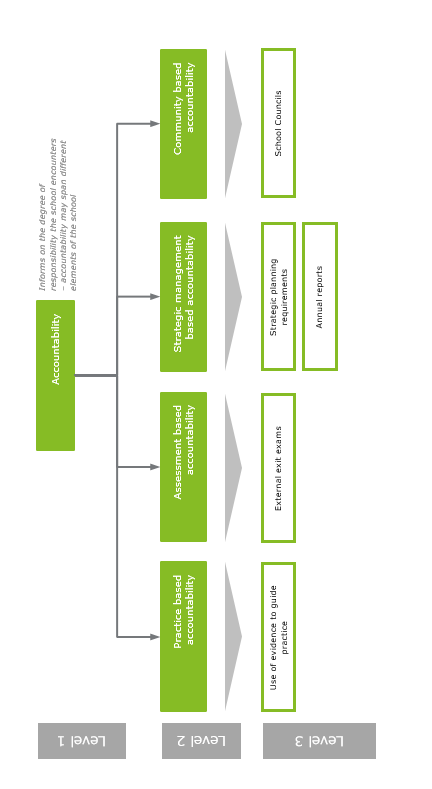 Level 1
Accountability
Informs on the degree of
responsibility the school encounters
– accountability may span different
elements of the school
Level 2
Practice based
accountability
Assessment based
accountability
Strategic management
based accountability
Community based
accountability
Level 3
Use of evidence to guide
practice
External exit exams
Strategic planning
requirements
Annual reports
School Councils